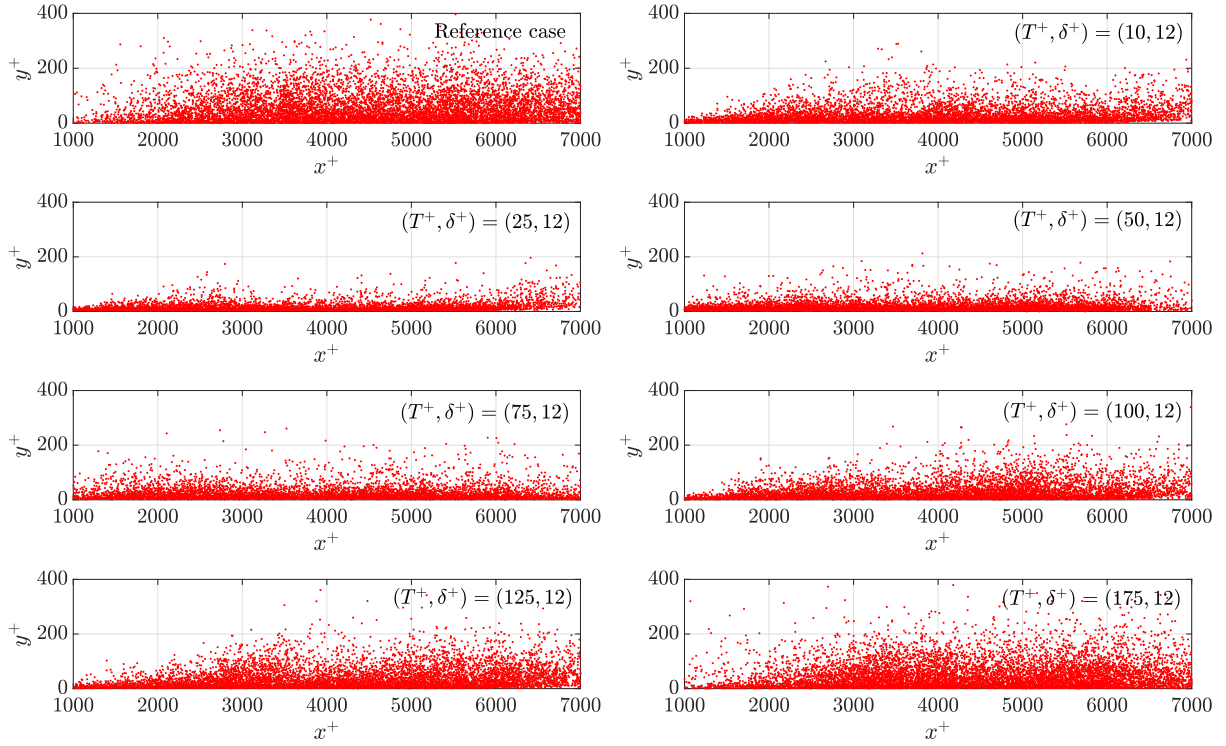 400
Reference case
200
y⁺
0
1000 2000 3000 4000 5000 6000 7000
x⁺
400
(T⁺, δ⁺) = (10, 12)
200
y⁺
0
1000 2000 3000 4000 5000 6000 7000
x⁺
400
(T⁺, δ⁺) = (25, 12)
200
y⁺
0
1000 2000 3000 4000 5000 6000 7000
x⁺
400
(T⁺, δ⁺) = (50, 12)
200
y⁺
0
1000 2000 3000 4000 5000 6000 7000
x⁺
400
(T⁺, δ⁺) = (75, 12)
200
y⁺
0
1000 2000 3000 4000 5000 6000 7000
x⁺
400
(T⁺, δ⁺) = (100, 12)
200
y⁺
0
1000 2000 3000 4000 5000 6000 7000
x⁺
400
(T⁺, δ⁺) = (125, 12)
200
y⁺
0
1000 2000 3000 4000 5000 6000 7000
x⁺
400
(T⁺, δ⁺) = (175, 12)
200
y⁺
0
1000 2000 3000 4000 5000 6000 7000
x⁺